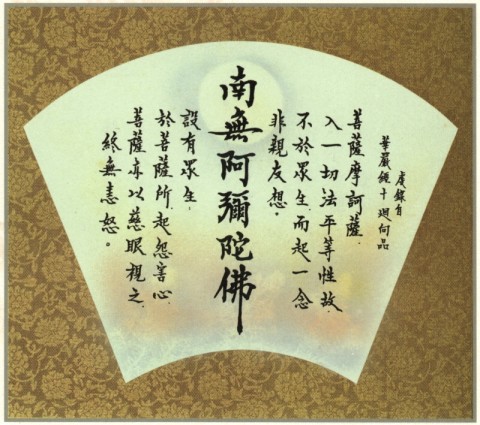 虔錄自
華嚴經十迴向品
菩薩摩訶薩，
入一切法平等性故，
不於眾生，而起一念
非親友想。
南無阿彌陀佛
設有眾生，
於菩薩所，起怨害心，
菩薩亦以慈眼視之，
終無恚怒。